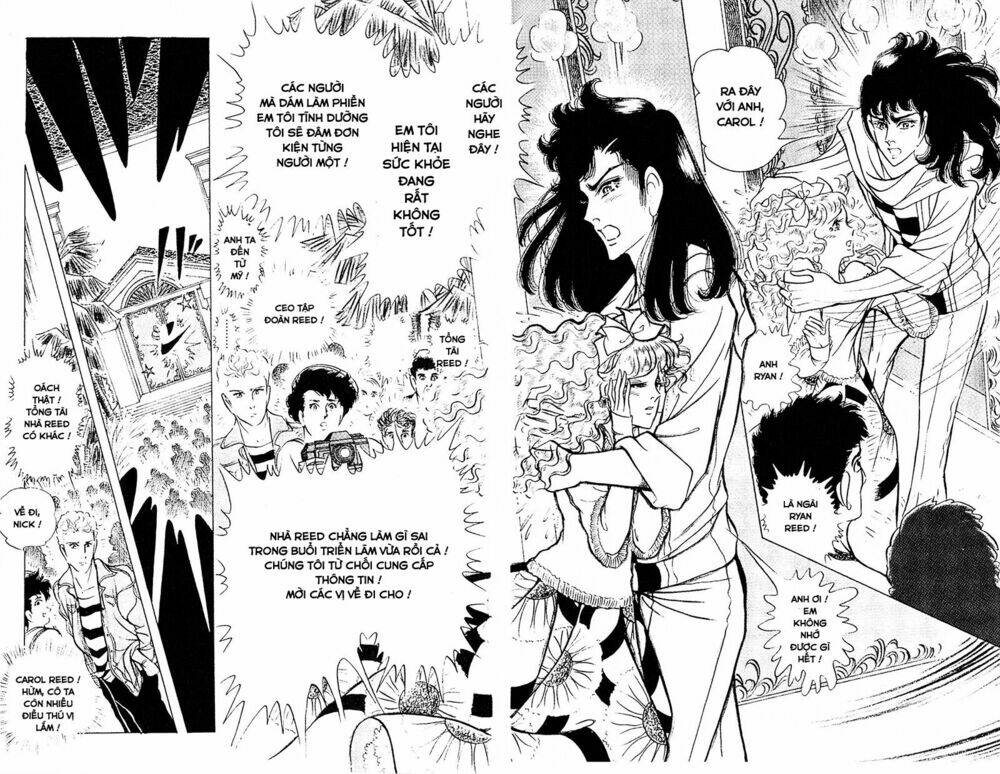 RA ĐÂY
VỚI ANH,
CAROL !
ANH
RYAN !
LÀ NGÀI
RYAN
REED !
ANH ƠI !
EM
KHÔNG
NHỚ
ĐƯỢC GÌ
HẾT !
CÁC
NGƯỜI
HÃY
NGHE
ĐÂY !
EM TÔI
HIỆN TẠI
SỨC KHỎE
ĐANG
RẤT
KHÔNG
TỐT !
CÁC NGƯỜI
MÀ DÁM LÀM PHIỀN
EM TÔI TĨNH DƯỠNG
TÔI SẼ ĐÂM ĐƠN
KIỆN TỪNG
NGƯỜI MỘT !
TỔNG
TÁI
REED !
CEO TẬP
ĐOÀN REED !
ANH TA
ĐẾN
TỪ
MỸ !
NHÀ REED CHẲNG LÀM GÌ SAI
TRONG BUỔI TRIỂN LÃM VỪA RỒI CẢ !
CHÚNG TÔI TỪ CHỐI CUNG CẤP
THÔNG TIN !
MỜI CÁC VỊ VỀ ĐI CHO !
OÁCH
THẬT !
TỔNG TÁI
NHÀ REED
CÓ KHÁC !
VỀ ĐI,
NICK !
CAROL REED !
HỪM, CÔ TA
CÓN NHIỀU
ĐIỀU THÚ VỊ
LẮM !